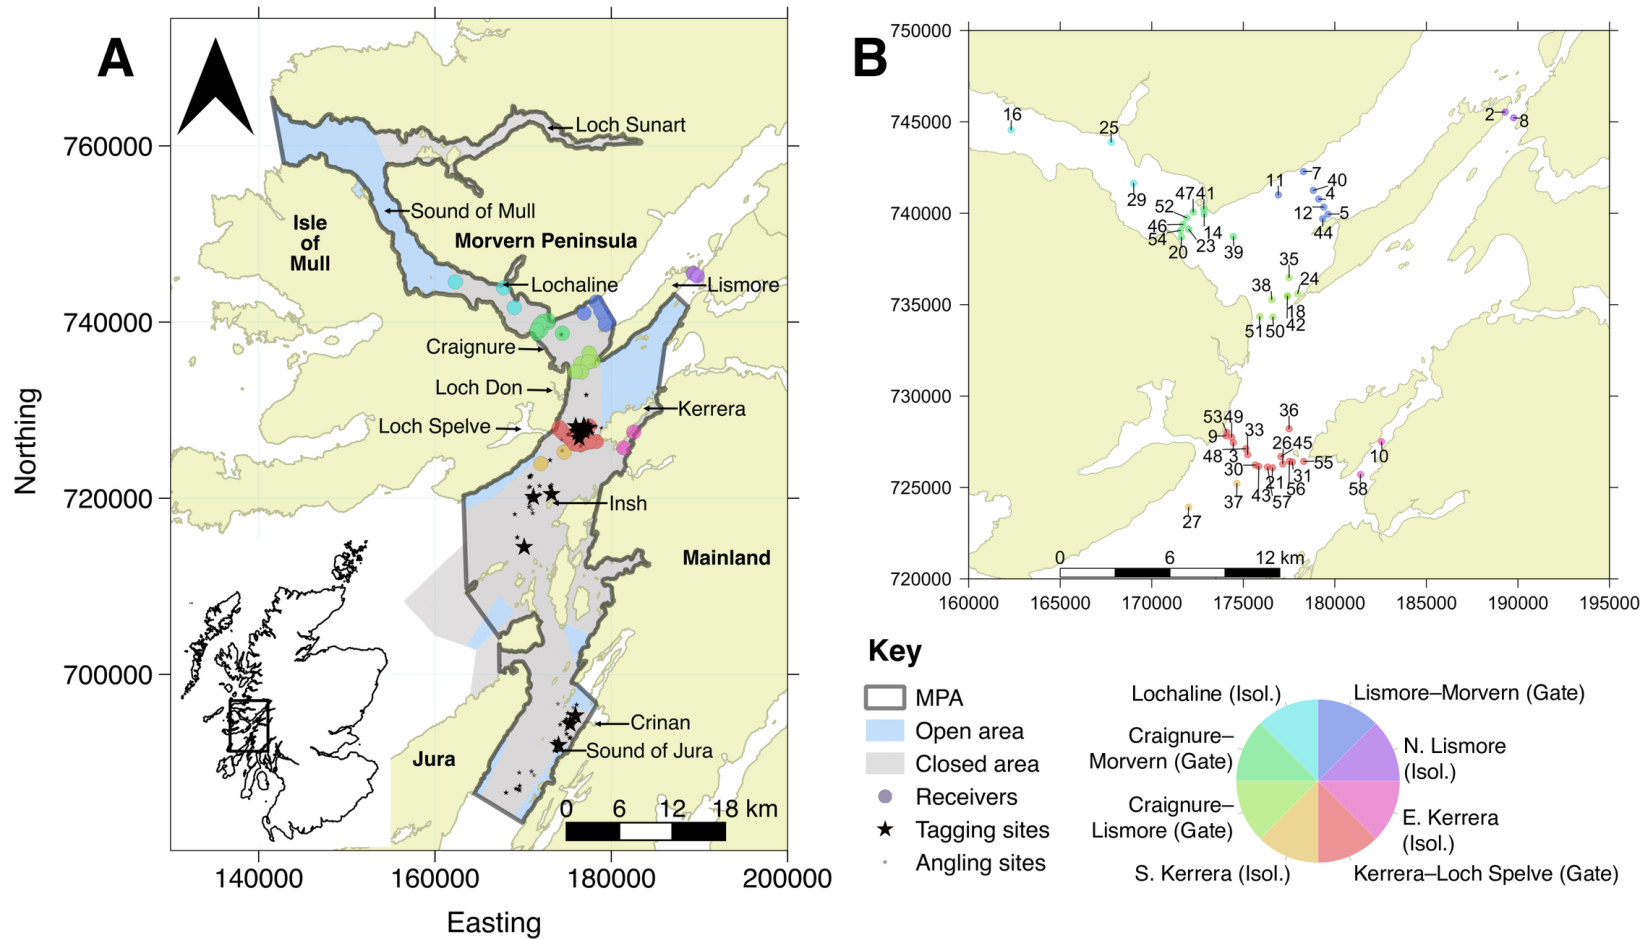 A
760000
740000
720000
700000
Northing
140000
160000
180000
200000
Easting
Loch Sunart
Sound of Mull
Isle
of
Mull
Morvern Peninsula
Lochaline
Lismore
Craignure
Loch Don
Kerrera
Loch Spelve
Insh
Mainland
Crinan
Sound of Jura
Jura
0 6 12 18 km
B
750000
745000
740000
735000
730000
725000
720000
160000
165000
170000
175000
180000
185000
190000
195000
16
25
2
8
29
11
7
40
4
12
5
44
47
41
52
46
54
20
23
14
39
35
38
24
18
42
51
50
53
49
9
33
48
3
30
36
26
45
55
31
43
21
56
57
37
27
10
58
0 6 12 km
Key
MPA
Open area
Closed area
Receivers
Tagging sites
Angling sites
Lochaline (Isol.)
Lismore–Morvern (Gate)
Craignure–
Morvern (Gate)
N. Lismore
(Isol.)
Craignure–
Lismore (Gate)
E. Kerrera
(Isol.)
S. Kerrera (Isol.)
Kerrera–Loch Spelve (Gate)